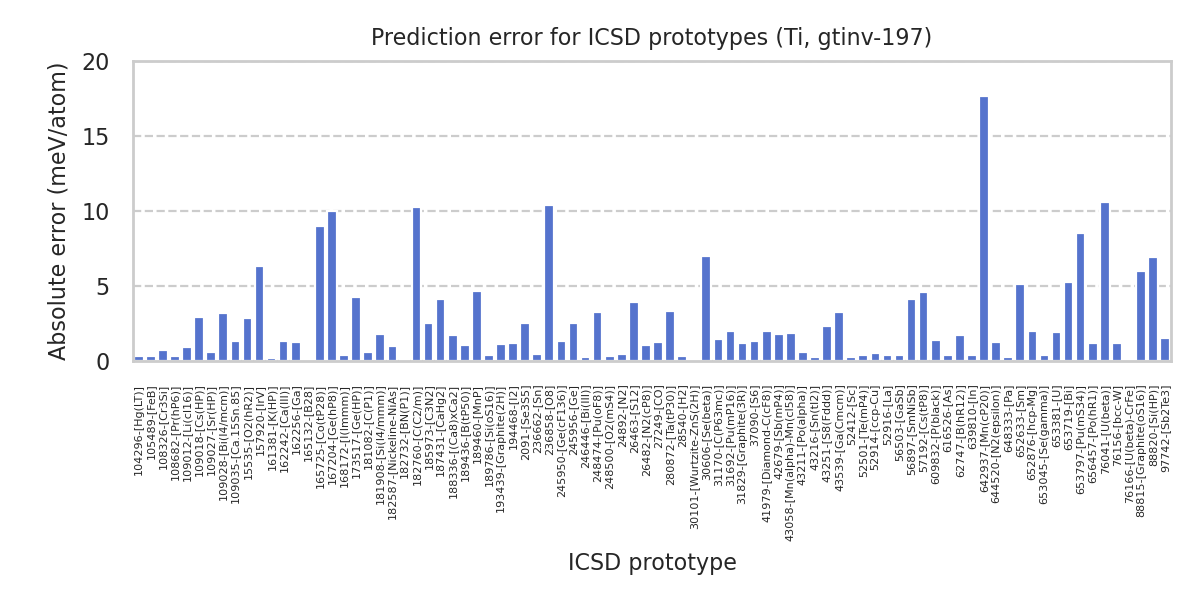 Prediction error for ICSD prototypes (Ti, gtinv-197)
Absolute error (meV/atom)
20
15
10
5
0
104296-[Hg(LT)]
105489-[FeB]
108326-[Cr3Si]
108682-[Pr(hP6)]
109012-[Li(cI16)]
109018-[Cs(HP)]
109027-[Sr(HP)]
109028-[Bi(I4/mcm)]
109035-[Ca.15Sn.85]
15535-[O2(hR2)]
157920-[IrV]
161381-[K(HP)]
162242-[Ca(III)]
162256-[Ga]
165132-[B28]
165725-[Co(tP28)]
167204-[Ge(hP8)]
168172-[I(Immm)]
173517-[Ge(HP)]
181082-[C(P1)]
181908-[Si(I4/mmm)]
182587-[Nickeline-NiAs]
182732-[BN(P1)]
182760-[C(C2/m)]
185973-[C3N2]
187431-[CaHg2]
188336-[(Ca8)xCa2]
189436-[B(tP50)]
189460-[MnP]
189786-[Si(oS16)]
193439-[Graphite(2H)]
194468-[I2]
2091-[Se3S5]
236662-[Sn]
236858-[O8]
245950-[Ge(cF136)]
245956-[Ge]
246446-[Bi(III)]
248474-[Pu(oF8)]
248500-[O2(mS4)]
24892-[N2]
26463-[S12]
26482-[N2(cP8)]
27249-[CO]
280872-[Ta(tP30)]
28540-[H2]
30101-[Wurtzite-ZnS(2H)]
30606-[Se(beta)]
31170-[C(P63mc)]
31692-[Pu(mP16)]
31829-[Graphite(3R)]
37090-[S6]
41979-[Diamond-C(cF8)]
42679-[Sb(mP4)]
43058-[Mn(alpha)-Mn(cI58)]
43211-[Po(alpha)]
43216-[Sn(tI2)]
43251-[S8(Fddd)]
43539-[Ga(Cmcm)]
52412-[Sc]
52501-[Te(mP4)]
52914-[ccp-Cu]
52916-[La]
56503-[GaSb]
56897-[SmNiSb]
57192-[Cs(tP8)]
609832-[P(black)]
616526-[As]
62747-[B(hR12)]
639810-[In]
642937-[Mn(cP20)]
644520-[N2(epsilon)]
648333-[Pa]
652633-[Sm]
652876-[hcp-Mg]
653045-[Se(gamma)]
653381-[U]
653719-[Bi]
653797-[Pu(mS34)]
656457-[Po(hR1)]
76041-[U(beta)]
76156-[bcc-W]
76166-[U(beta)-CrFe]
88815-[Graphite(oS16)]
88820-[Si(HP)]
97742-[Sb2Te3]
ICSD prototype